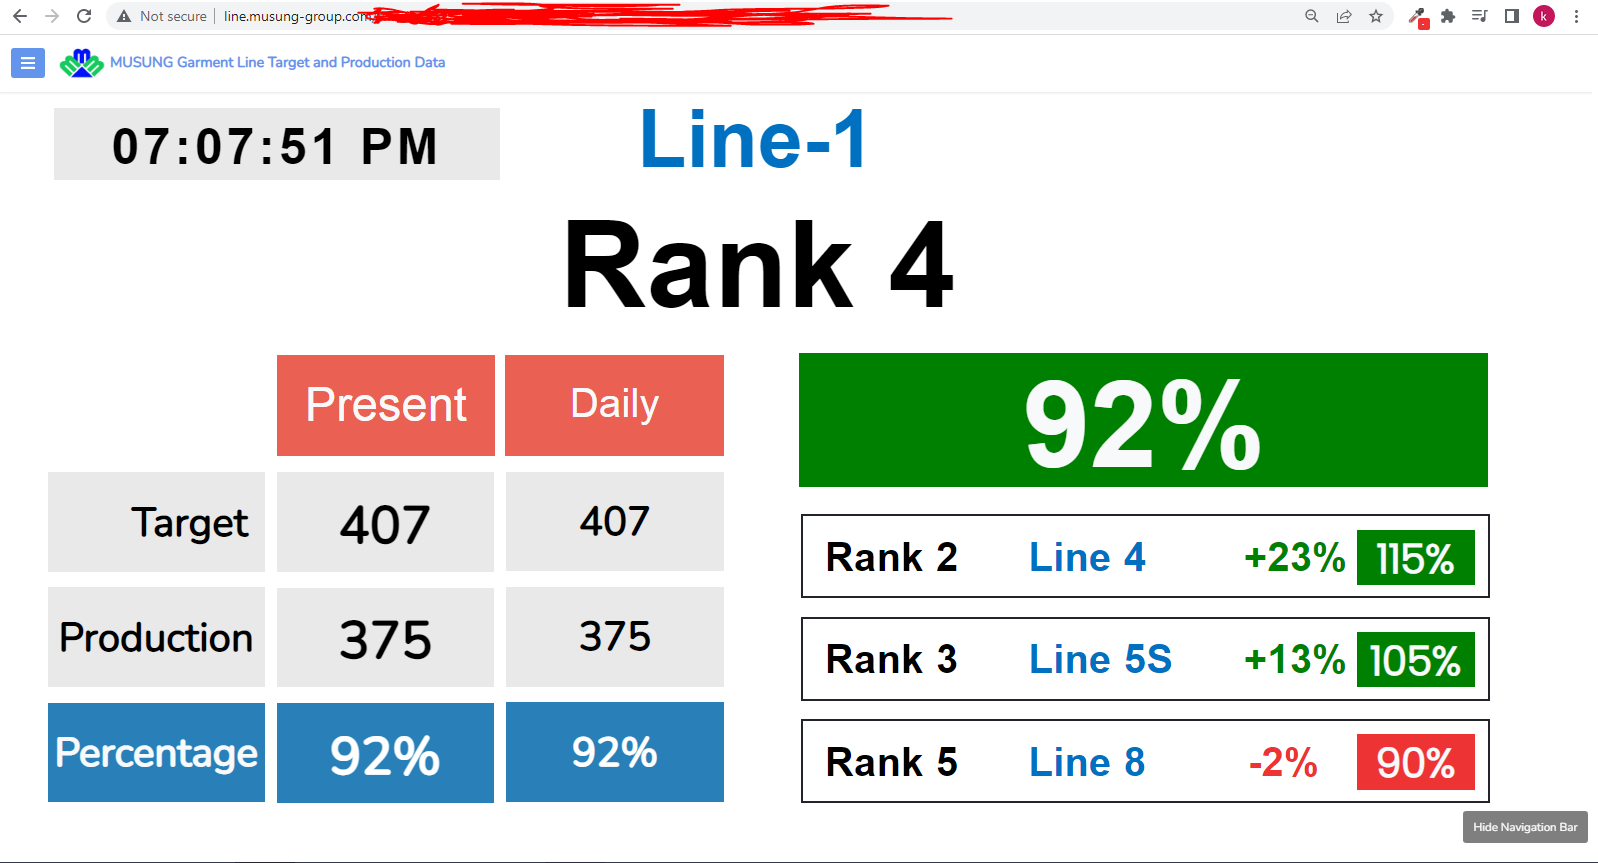 Not secure | line.musung-group.com
k
MUSUNG Garment Line Target and Production Data
07:07:51 PM
Line-1
Rank 4
Present Daily
Target 407 407
Production 375 375
Percentage 92% 92%
92%
Rank 2 Line 4 +23% 115%
Rank 3 Line 5S +13% 105%
Rank 5 Line 8 -2% 90%
Hide Navigation Bar